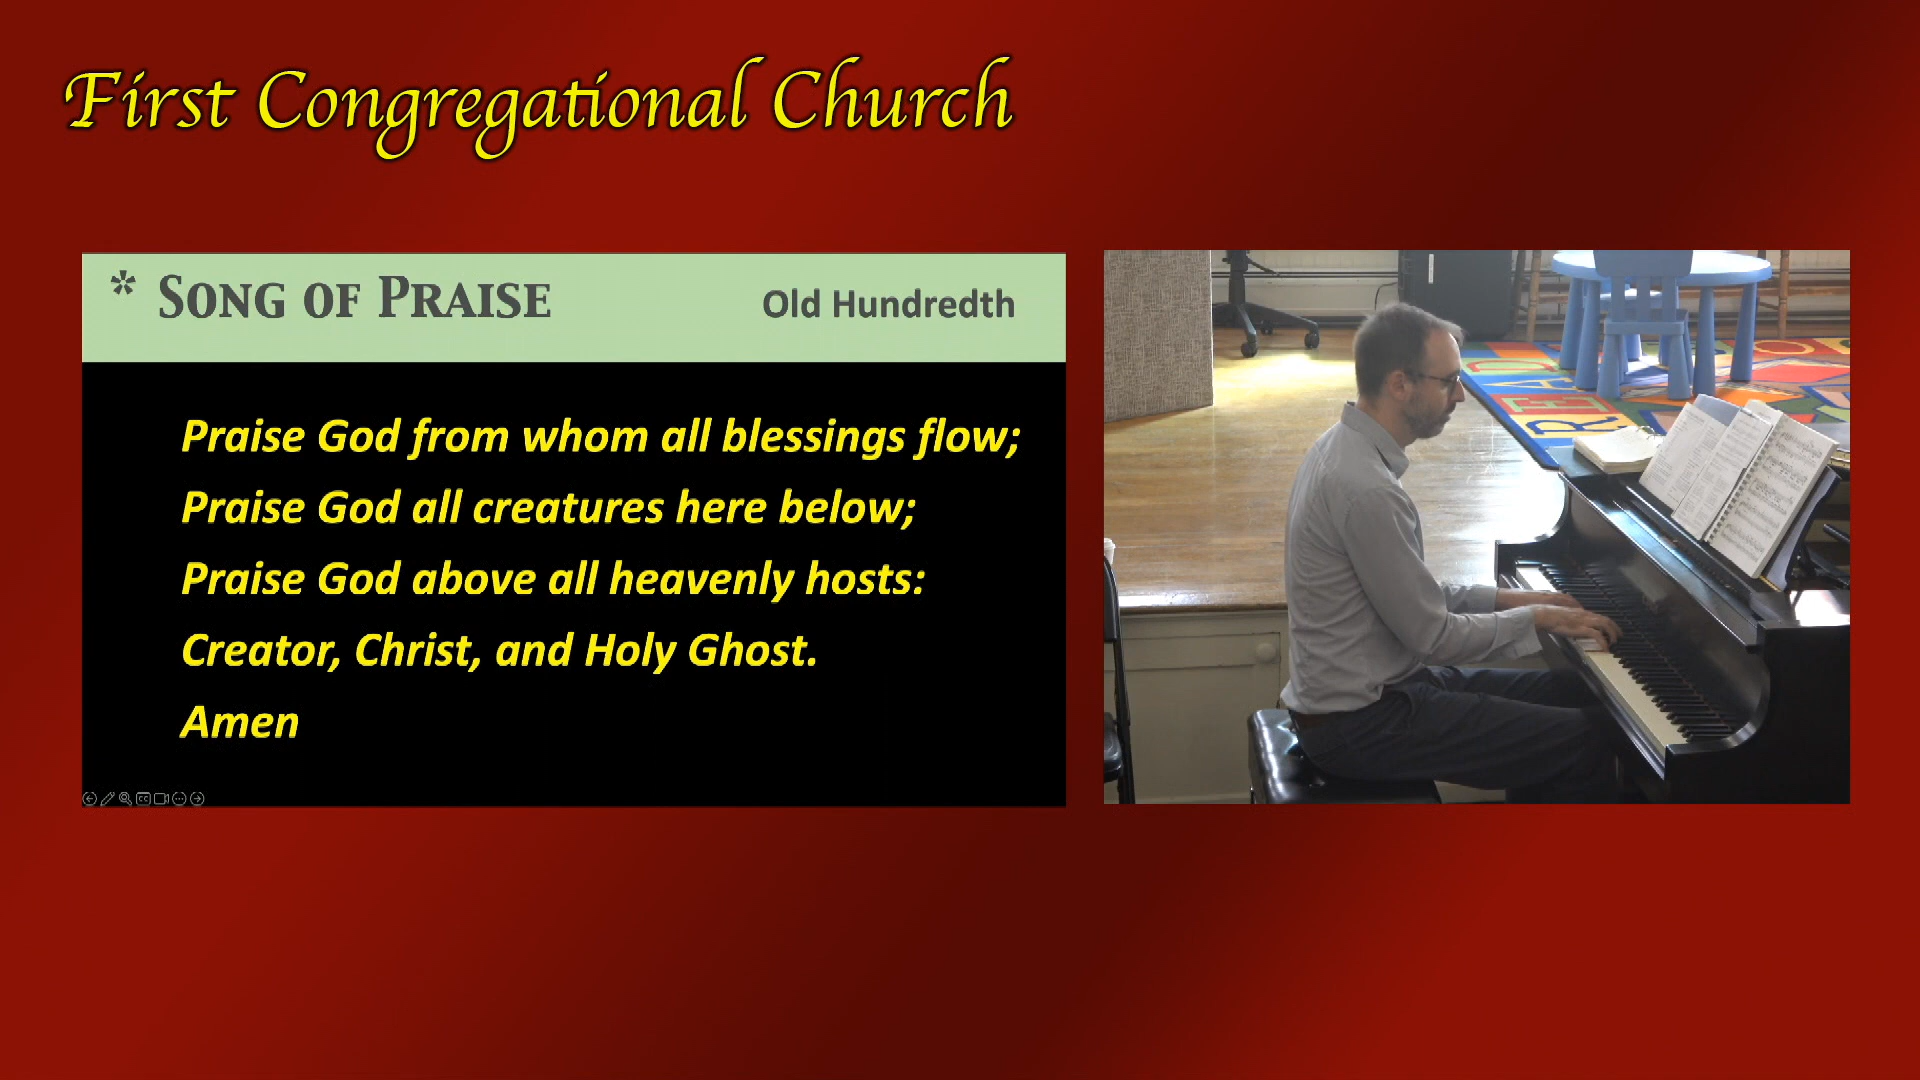 First Congregational Church
* Song of Praise
Old Hundredth
Praise God from whom all blessings flow;
Praise God all creatures here below;
Praise God above all heavenly hosts:
Creator, Christ, and Holy Ghost.
Amen
READ